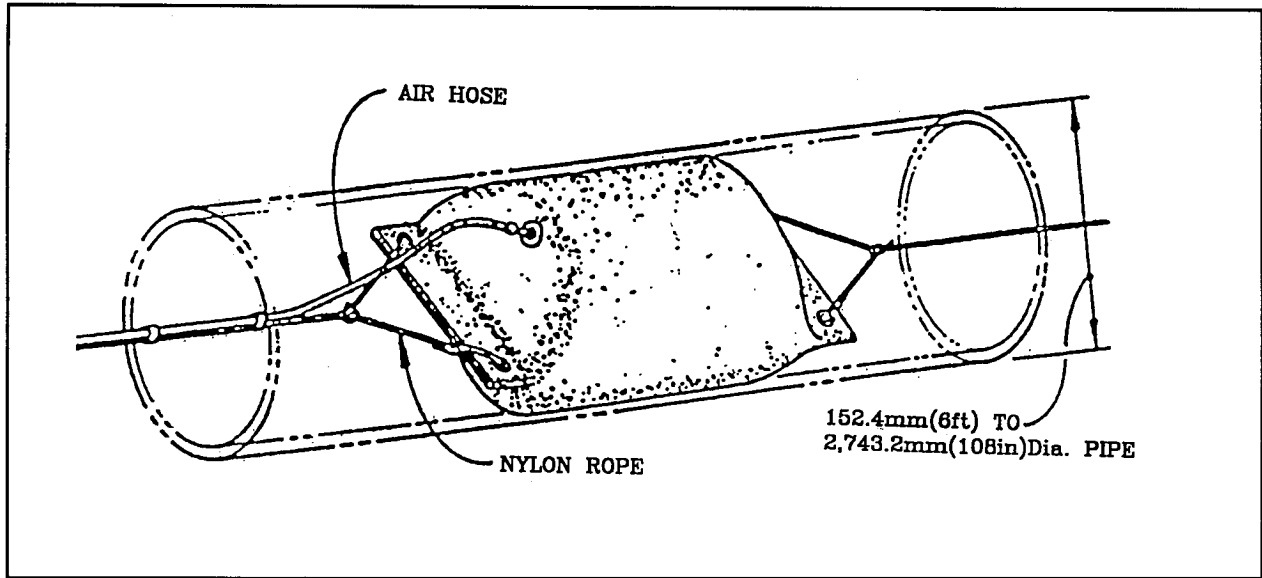 AIR HOSE
NYLON ROPE
152.4mm(6ft) TO
2,743.2mm(108in)Dia. PIPE